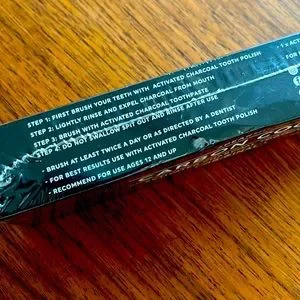 STEP 1: FIRST BRUSH YOUR TEETH WITH ACTIVATED CHARCOAL TOOTH POLISH
STEP 2: LIGHTLY RINSE AND EXPEL CHARCOAL FROM MOUTH
STEP 3: BRUSH WITH ACTIVATED CHARCOAL TOOTHPASTE
STEP 4: DO NOT SWALLOW SPIT OUT AND RINSE AFTER USE
• BRUSH AT LEAST TWICE A DAY OR AS DIRECTED BY A DENTIST
• FOR BEST RESULTS USE WITH ACTIVATED CHARCOAL TOOTH POLISH
• RECOMMEND FOR USE AGES 12 AND UP